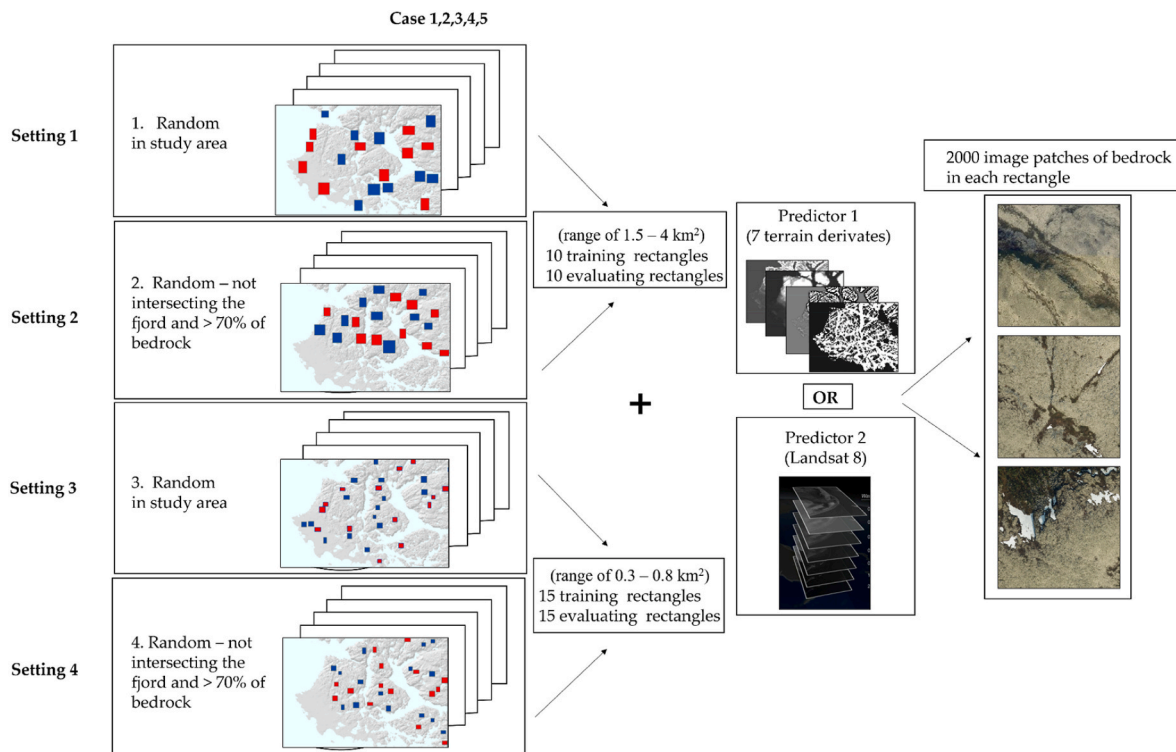 Case 1,2,3,4,5
Setting 1
1. Random
in study area
Setting 2
2. Random – not
intersecting the
fjord and > 70% of
bedrock
Setting 3
3. Random
in study area
Setting 4
4. Random – not
intersecting the
fjord and > 70% of
bedrock
(range of 1.5 – 4 km²)
10 training rectangles
10 evaluating rectangles
(range of 0.3 – 0.8 km²)
15 training rectangles
15 evaluating rectangles
+
Predictor 1
(7 terrain derivates)
OR
Predictor 2
(Landsat 8)
2000 image patches of bedrock
in each rectangle